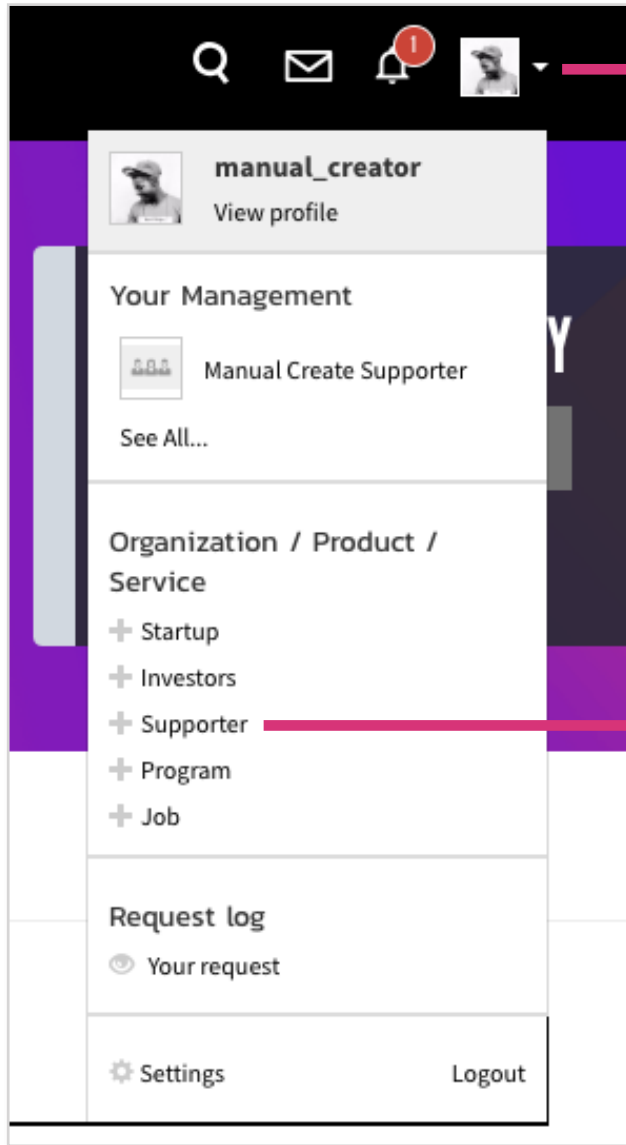 1
manual_creator
View profile
Your Management
Y
Manual Create Supporter
See All...
Organization / Product /
Service
Startup
Investors
Supporter
Program
Job
Request log
Your request
Settings
Logout